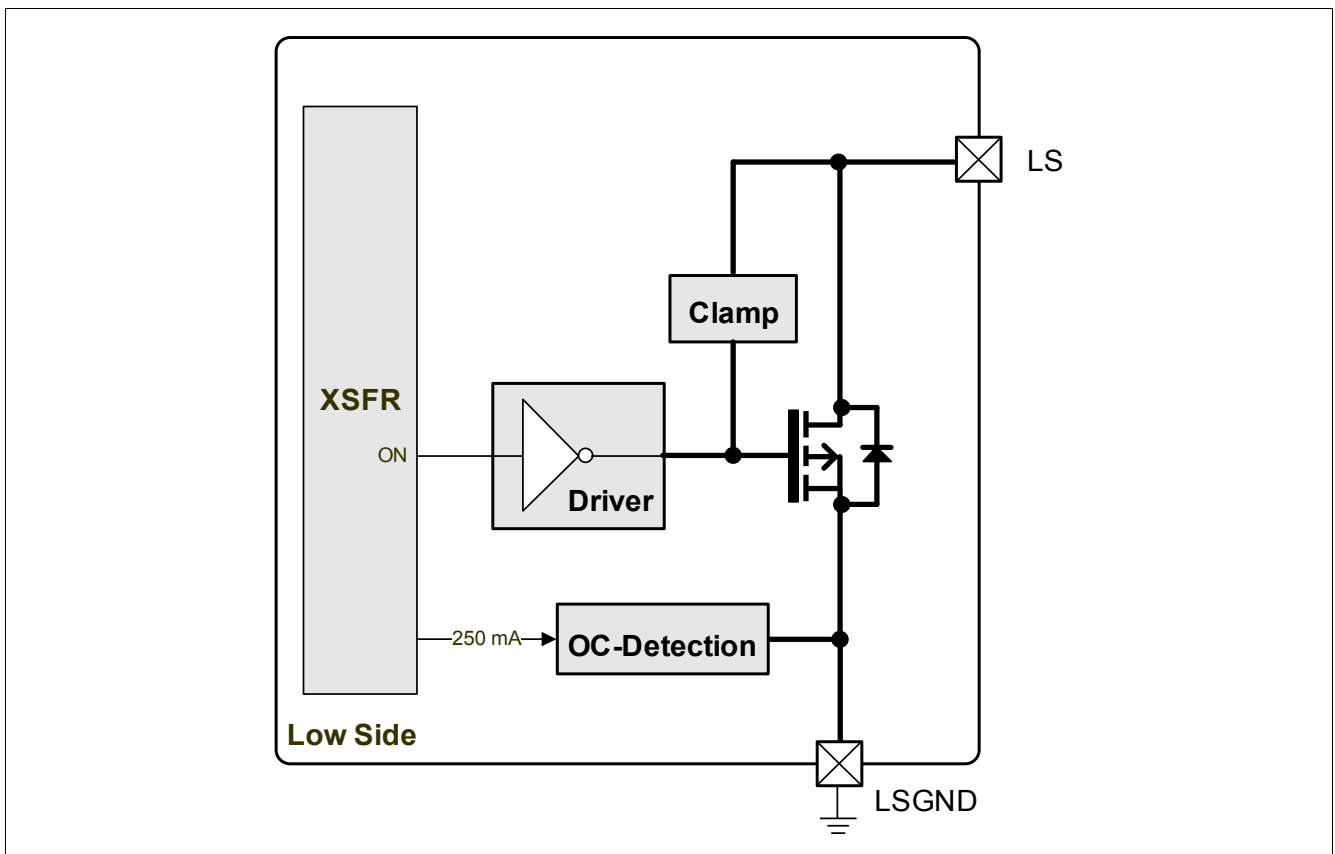 LS
Clamp
XSFR
ON
Driver
250 mA
OC-Detection
Low Side
LSGND